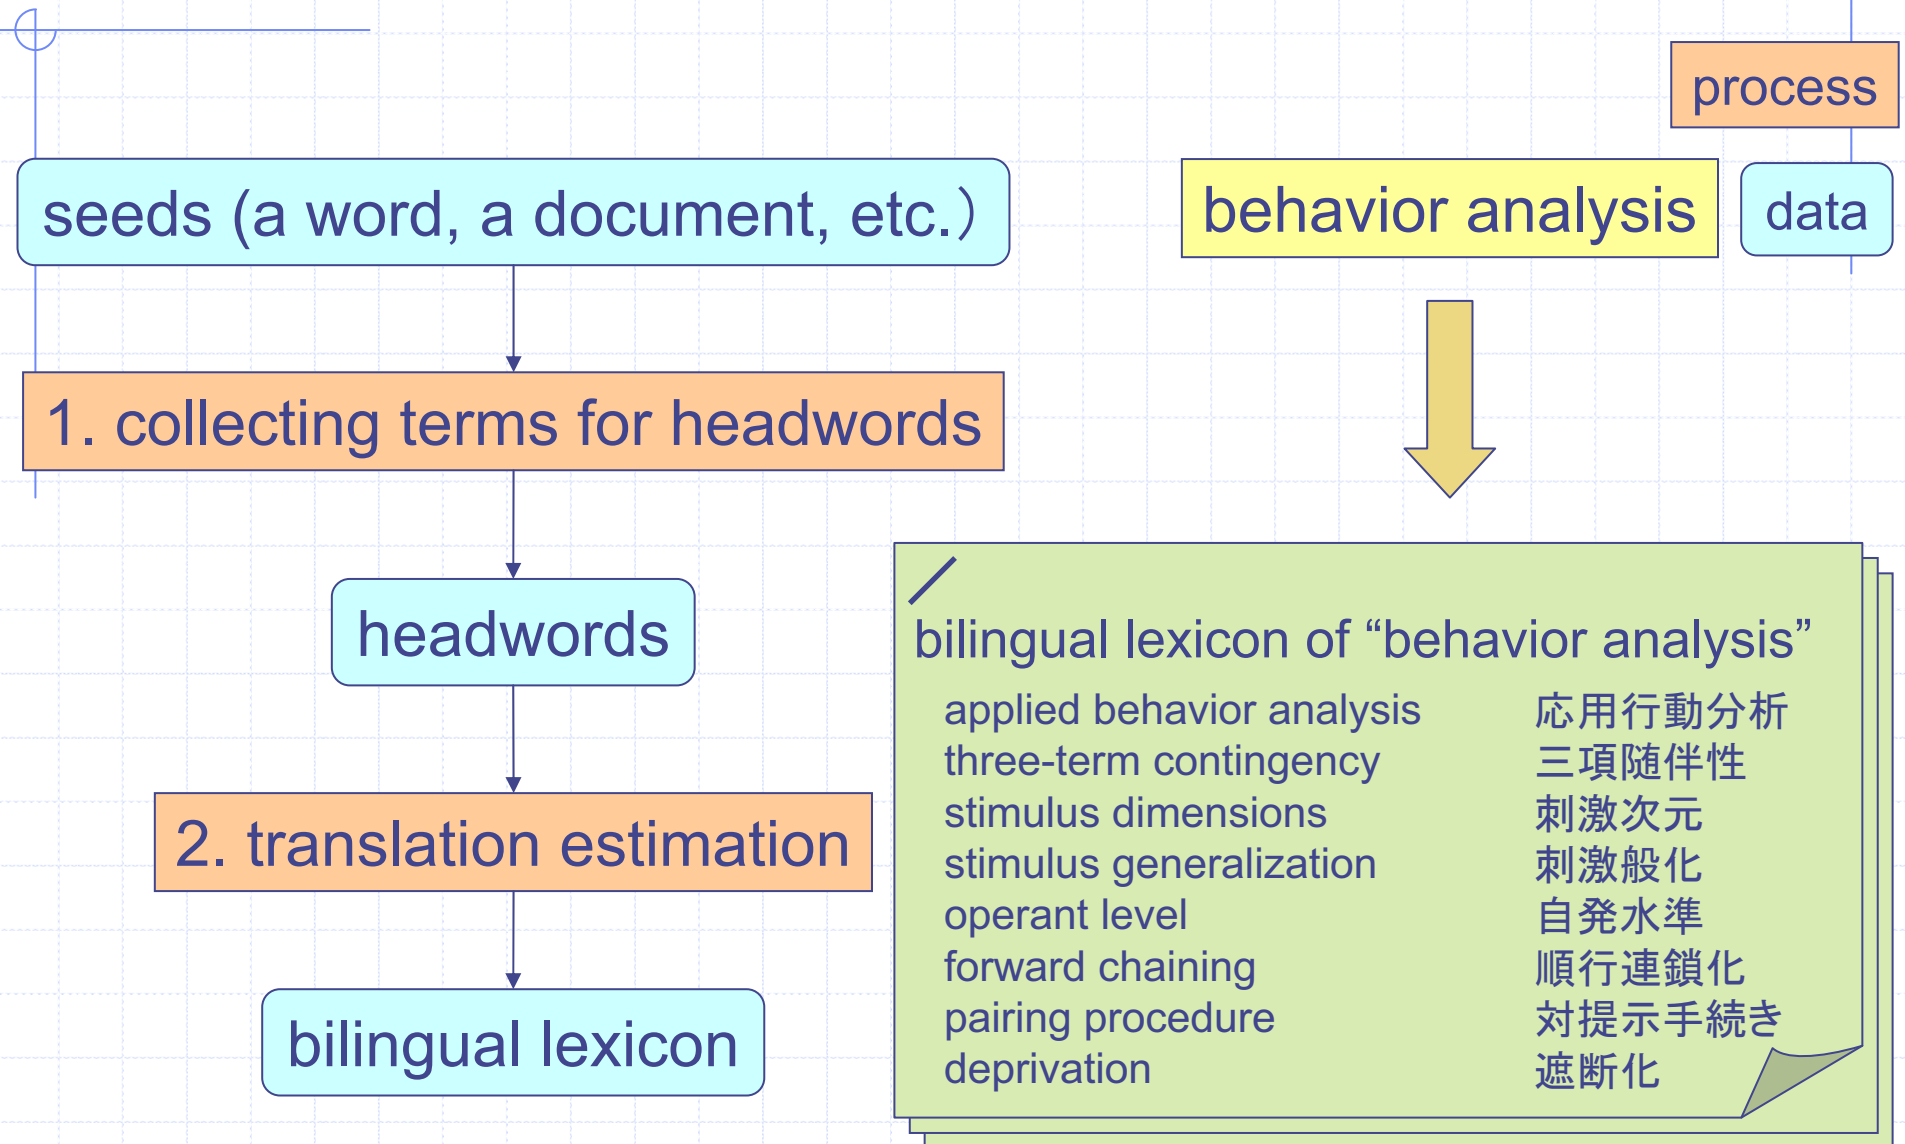 process
seeds (a word, a document, etc.）
behavior analysis
data
1. collecting terms for headwords
headwords
2. translation estimation
bilingual lexicon
bilingual lexicon of “behavior analysis”
applied behavior analysis 応用行動分析
three-term contingency 三項随伴性
stimulus dimensions 刺激次元
stimulus generalization 刺激般化
operant level 自発水準
forward chaining 順行連鎖化
pairing procedure 対提示手続き
deprivation 遮断化